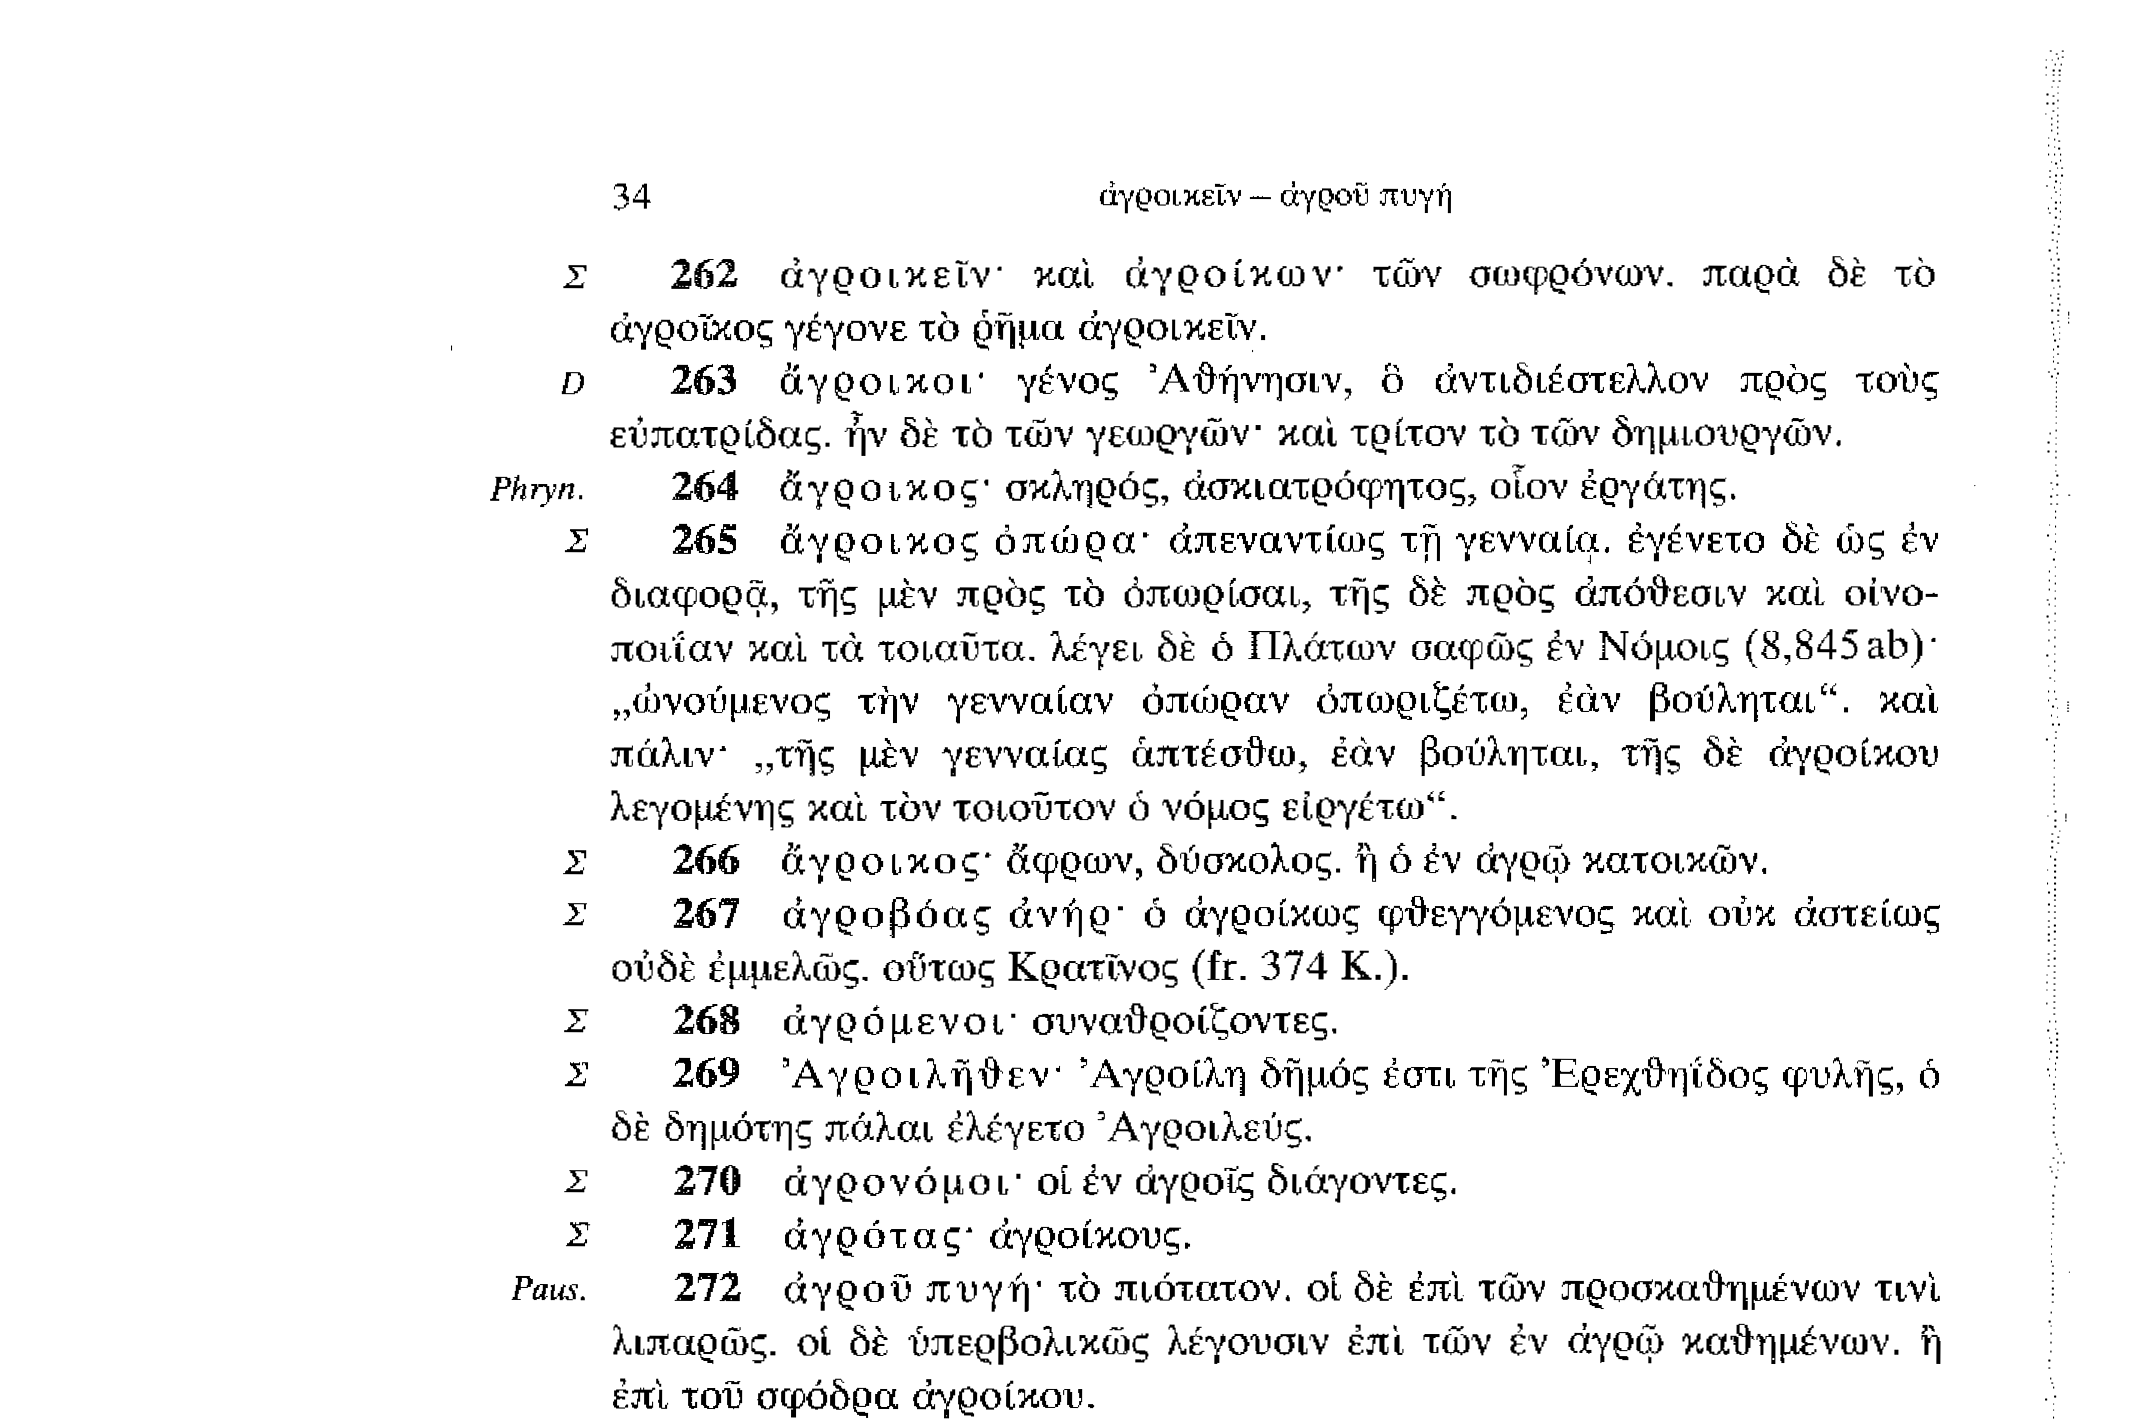 34 ἀγροικεῖν – ἀγροῦ πυγή
Σ 262 ἀγροικεῖν· καὶ ἀγροίκων· τῶν σωφρόνων. παρὰ δὲ τὸ
ἀγροῖκος γέγονε τὸ ῥῆμα ἀγροικεῖν.
D 263 ἄγροικοι· γένος Ἀθήνησιν, ὃ ἀντιδιέστελλον πρὸς τοὺς
εὐπατρίδας. ἦν δὲ τὸ τῶν γεωργῶν· καὶ τρίτον τὸ τῶν δημιουργῶν.
Phryn. 264 ἄγροικος· σκληρός, ἀσκιατρόφητος, οἷον ἐργάτης.
Σ 265 ἄγροικος ὀπώρα· ἀπεναντίως τῇ γενναίᾳ. ἐγένετο δὲ ὡς ἐν
διαφορᾷ, τῆς μὲν πρὸς τὸ ὀπωρίσαι, τῆς δὲ πρὸς ἀπόθεσιν καὶ οἰνο-
ποιΐαν καὶ τὰ τοιαῦτα. λέγει δὲ ὁ Πλάτων σαφῶς ἐν Νόμοις (8,845 ab)·
„ὠνούμενος τὴν γενναίαν ὀπώραν ὀπωριζέτω, ἐὰν βούληται“. καὶ
πάλιν· „τῆς μὲν γενναίας ἁπτέσθω, ἐὰν βούληται, τῆς δὲ ἀγροίκου
λεγομένης καὶ τὸν τοιοῦτον ὁ νόμος εἰργέτω“.
Σ 266 ἄγροικος· ἄφρων, δύσκολος. ἢ ὁ ἐν ἀγρῷ κατοικῶν.
Σ 267 ἀγροβόας ἀνήρ· ὁ ἀγροίκως φθεγγόμενος καὶ οὐκ ἀστείως
οὐδὲ ἐμμελῶς. οὕτως Κρατῖνος (fr. 374 K.).
Σ 268 ἀγρόμενοι· συναθροίζοντες.
Σ 269 Ἀγροιλῆθεν· Ἀγροίλη δῆμός ἐστι τῆς Ἐρεχθηΐδος φυλῆς, ὁ
δὲ δημότης πάλαι ἐλέγετο Ἀγροιλεύς.
Σ 270 ἀγρονόμοι· οἱ ἐν ἀγροῖς διάγοντες.
Σ 271 ἀγρότας· ἀγροίκους.
Paus. 272 ἀγροῦ πυγή· τὸ πιότατον. οἱ δὲ ἐπὶ τῶν προσκαθημένων τινὶ
λιπαρῶς. οἱ δὲ ὑπερβολικῶς λέγουσιν ἐπὶ τῶν ἐν ἀγρῷ καθημένων. ἢ
ἐπὶ τοῦ σφόδρα ἀγροίκου.